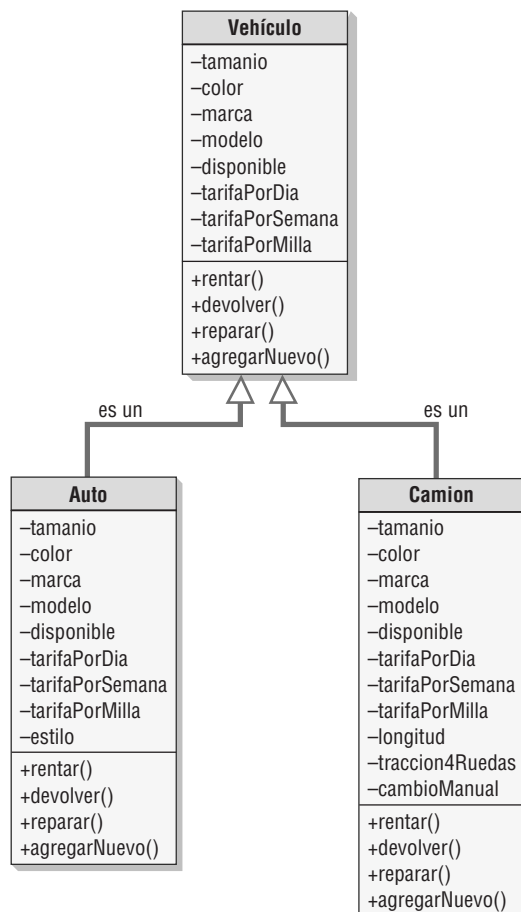 Vehículo
–tamanio
–color
–marca
–modelo
–disponible
–tarifaPorDia
–tarifaPorSemana
–tarifaPorMilla
+rentar()
+devolver()
+reparar()
+agregarNuevo()
es un
es un
Auto
–tamanio
–color
–marca
–modelo
–disponible
–tarifaPorDia
–tarifaPorSemana
–tarifaPorMilla
–estilo
+rentar()
+devolver()
+reparar()
+agregarNuevo()
Camion
–tamanio
–color
–marca
–modelo
–disponible
–tarifaPorDia
–tarifaPorSemana
–tarifaPorMilla
–longitud
–traccion4Ruedas
–cambioManual
+rentar()
+devolver()
+reparar()
+agregarNuevo()